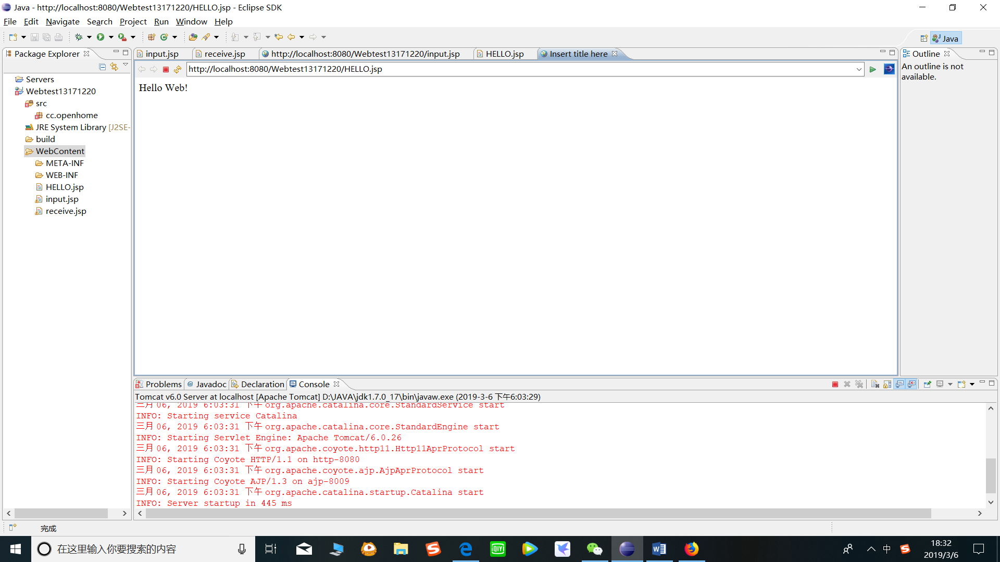 Java - http://localhost:8080/Webtest13171220/HELLO.jsp - Eclipse SDK
File Edit Navigate Search Project Run Window Help
Java
Package Explorer
input.jsp
receive.jsp
http://localhost:8080/Webtest13171220/input.jsp
HELLO.jsp
Insert title here
Outline
http://localhost:8080/Webtest13171220/HELLO.jsp
An outline is not
available.
Servers
Webtest13171220
src
cc.openhome
JRE System Library [J2SE-
build
WebContent
META-INF
WEB-INF
HELLO.jsp
input.jsp
receive.jsp
Hello Web!
Problems
@ Javadoc
Declaration
Console
Tomcat v6.0 Server at localhost [Apache Tomcat] D:\JAVA\jdk1.7.0_17\bin\javaw.exe (2019-3-6 下午6:03:29)
三月 06, 2019 6:03:31 下午 org.apache.catalina.core.StandardService start
INFO: Starting service Catalina
三月 06, 2019 6:03:31 下午 org.apache.catalina.core.StandardEngine start
INFO: Starting Servlet Engine: Apache Tomcat/6.0.26
三月 06, 2019 6:03:31 下午 org.apache.coyote.http11.Http11AprProtocol start
INFO: Starting Coyote HTTP/1.1 on http-8080
三月 06, 2019 6:03:31 下午 org.apache.coyote.ajp.AjpAprProtocol start
INFO: Starting Coyote AJP/1.3 on ajp-8009
三月 06, 2019 6:03:31 下午 org.apache.catalina.startup.Catalina start
INFO: Server startup in 445 ms
完成
在这里输入你要搜索的内容
中
18:32
2019/3/6